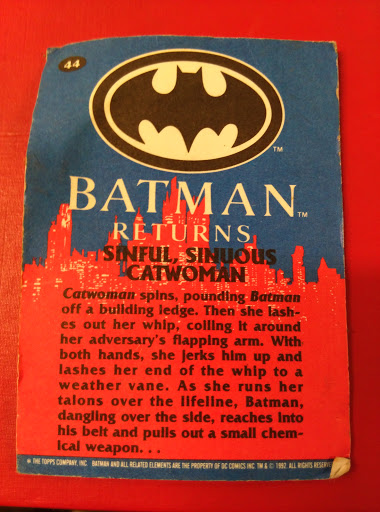 44
TM
BATMAN TM
RETURNS
SINFUL, SINUOUS
CATWOMAN
Catwoman spins, pounding Batman
off a building ledge. Then she lash-
es out her whip, coiling it around
her adversary's flapping arm. With
both hands, she jerks him up and
lashes her end of the whip to a
weather vane. As she runs her
talons over the lifeline, Batman,
dangling over the side, reaches into
his belt and pulls out a small chem-
ical weapon. . .
THE TOPPS COMPANY, INC. BATMAN AND ALL RELATED ELEMENTS ARE THE PROPERTY OF DC COMICS INC. TM & © 1992. ALL RIGHTS RESERVED